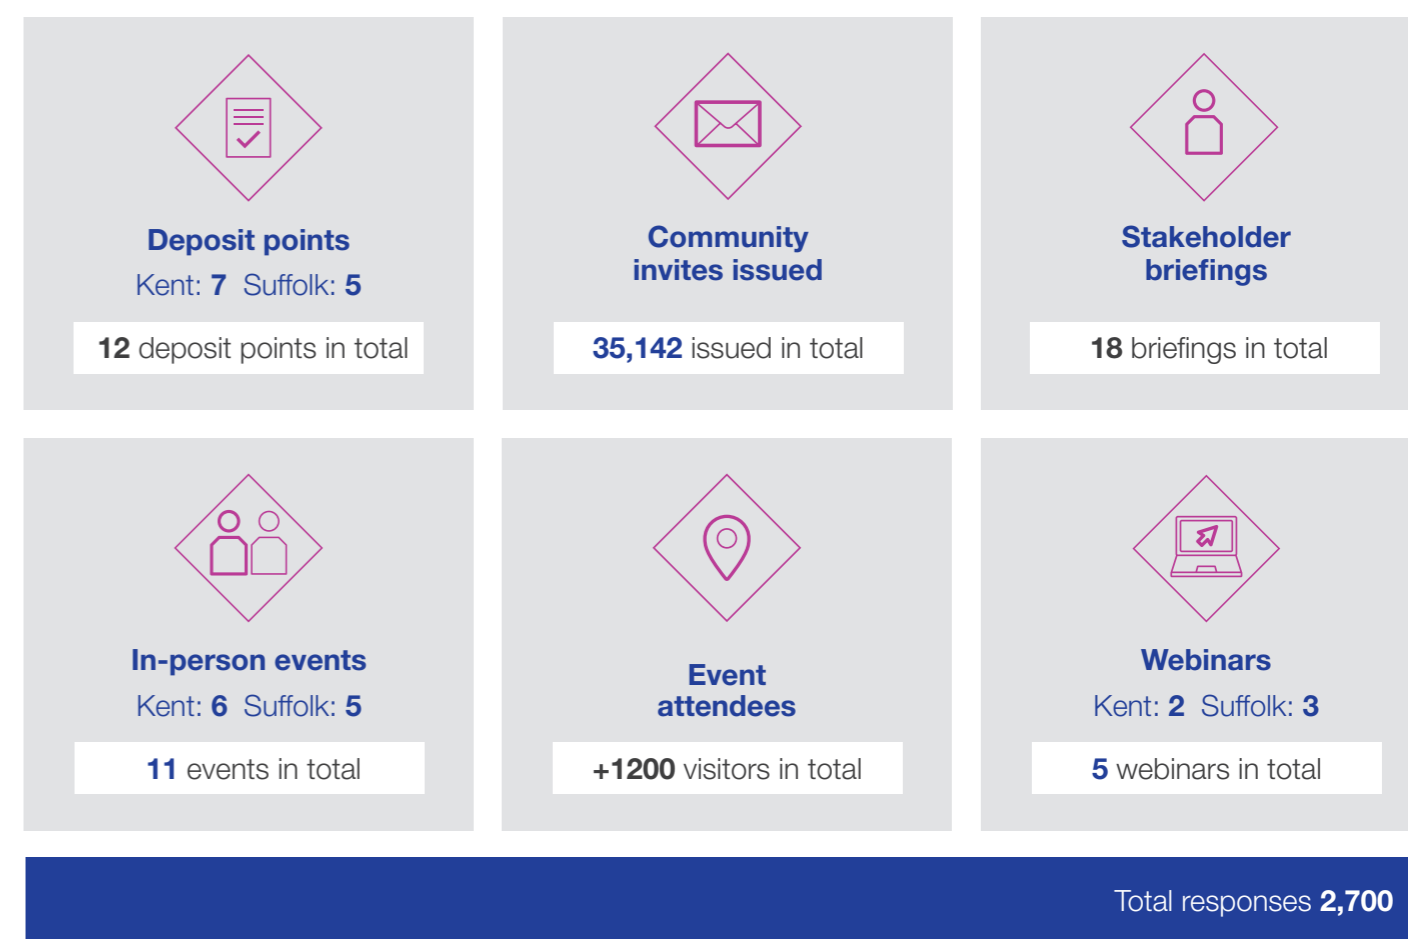 Deposit points
Kent: 7 Suffolk: 5
12 deposit points in total
Community
invites issued
35,142 issued in total
Stakeholder
briefings
18 briefings in total
In-person events
Kent: 6 Suffolk: 5
11 events in total
Event
attendees
+1200 visitors in total
Webinars
Kent: 2 Suffolk: 3
5 webinars in total
Total responses 2,700